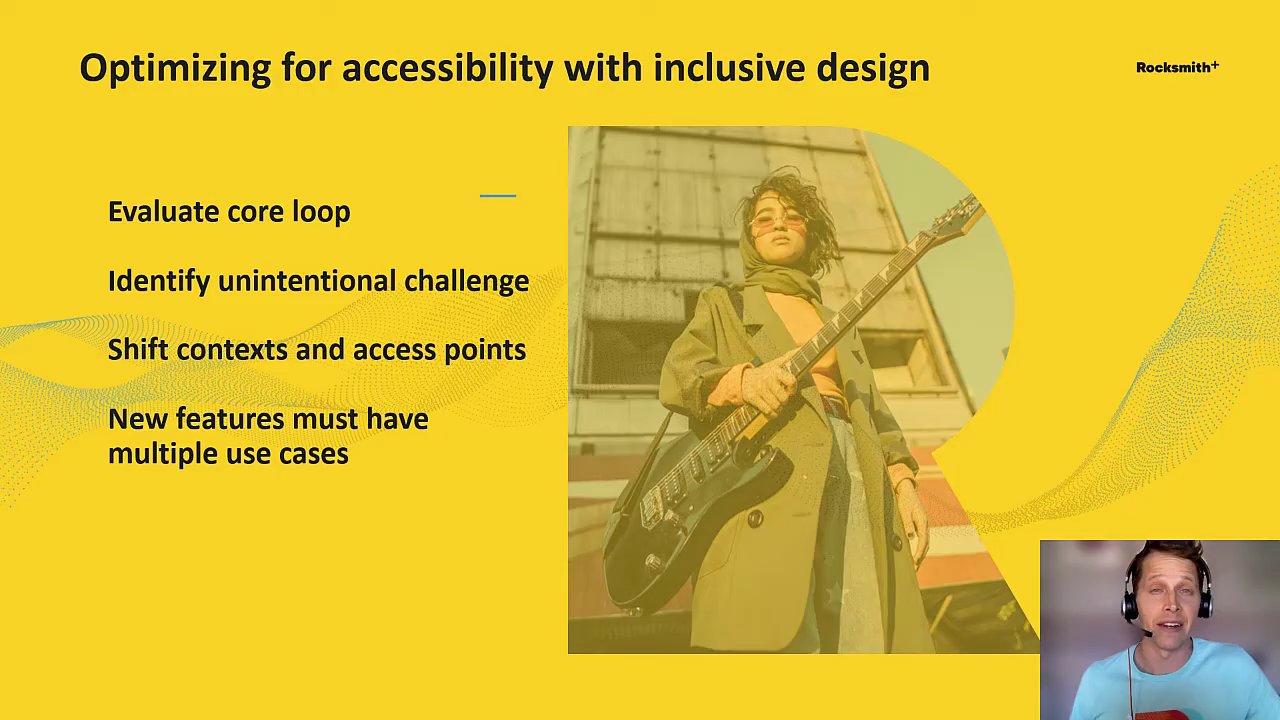 Optimizing for accessibility with inclusive design
Rocksmith+
Evaluate core loop
Identify unintentional challenge
Shift contexts and access points
New features must have
multiple use cases